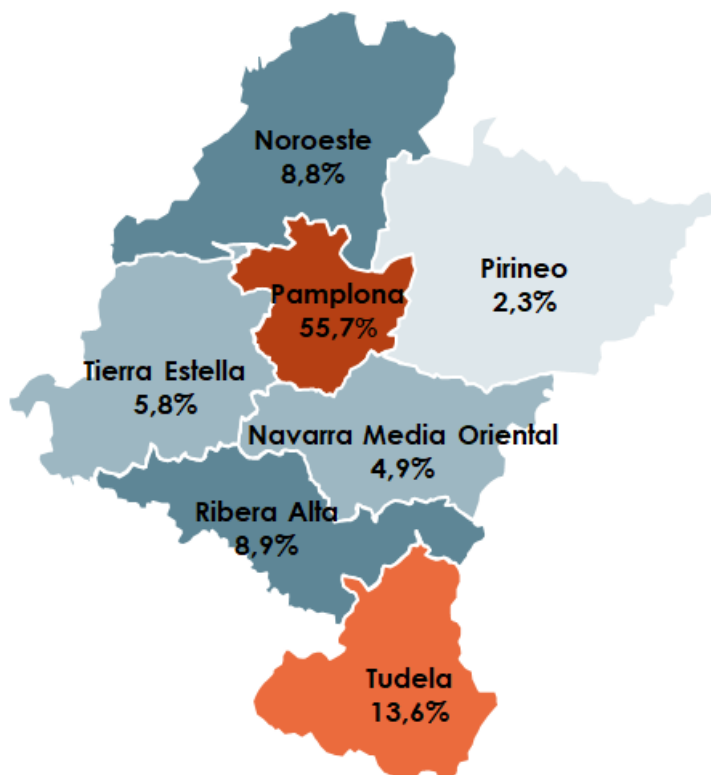 Noroeste
8,8%
Pirineo
2,3%
Pamplona
55,7%
Tierra Estella
5,8%
Navarra Media Oriental
4,9%
Ribera Alta
8,9%
Tudela
13,6%